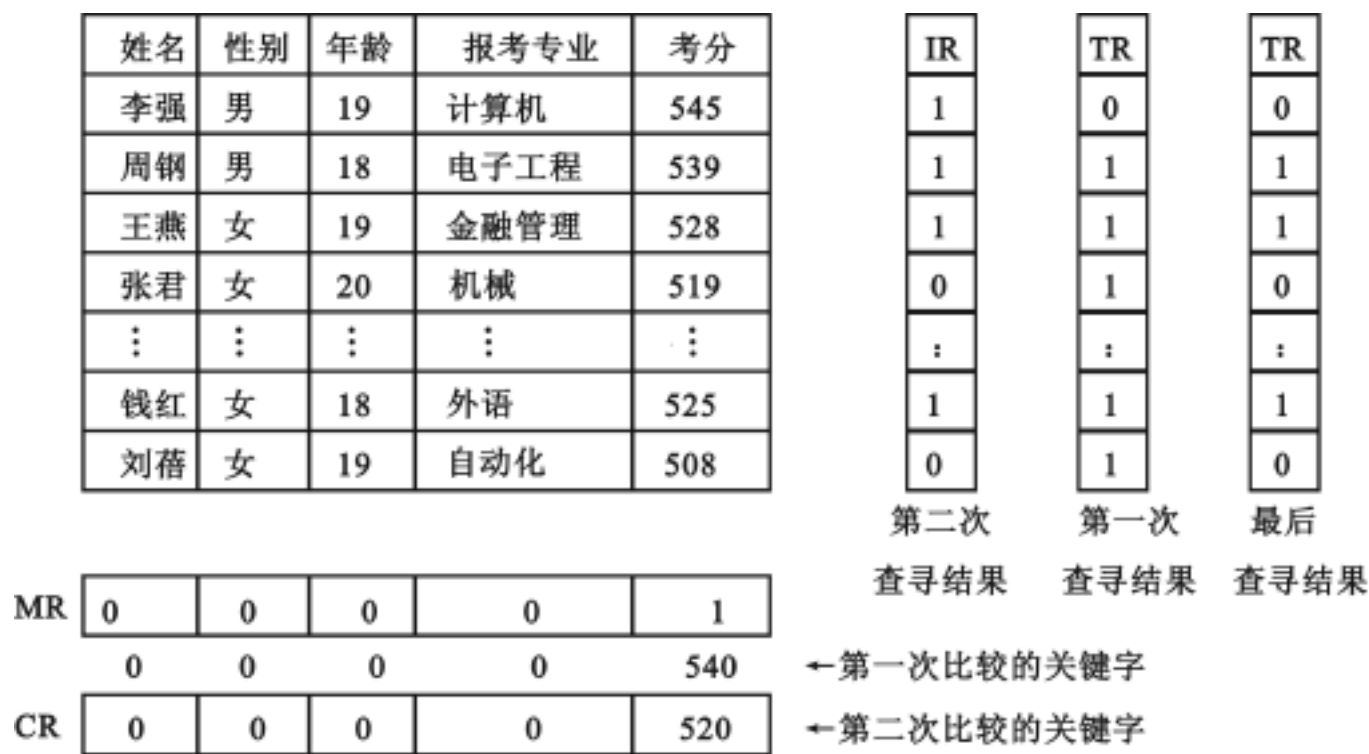 姓名 性别 年龄 报考专业 考分 IR TR TR
李强 男 19 计算机 545 1 0 0
周钢 男 18 电子工程 539 1 1 1
王燕 女 19 金融管理 528 1 1 1
张君 女 20 机械 519 0 1 0
⋮ ⋮ ⋮ ⋮ ⋮ : : :
钱红 女 18 外语 525 1 1 1
刘蓓 女 19 自动化 508 0 1 0
第二次 第一次 最后
查寻结果 查寻结果 查寻结果
MR 0 0 0 0 1
0 0 0 0 540 ←第一次比较的关键字
CR 0 0 0 0 520 ←第二次比较的关键字